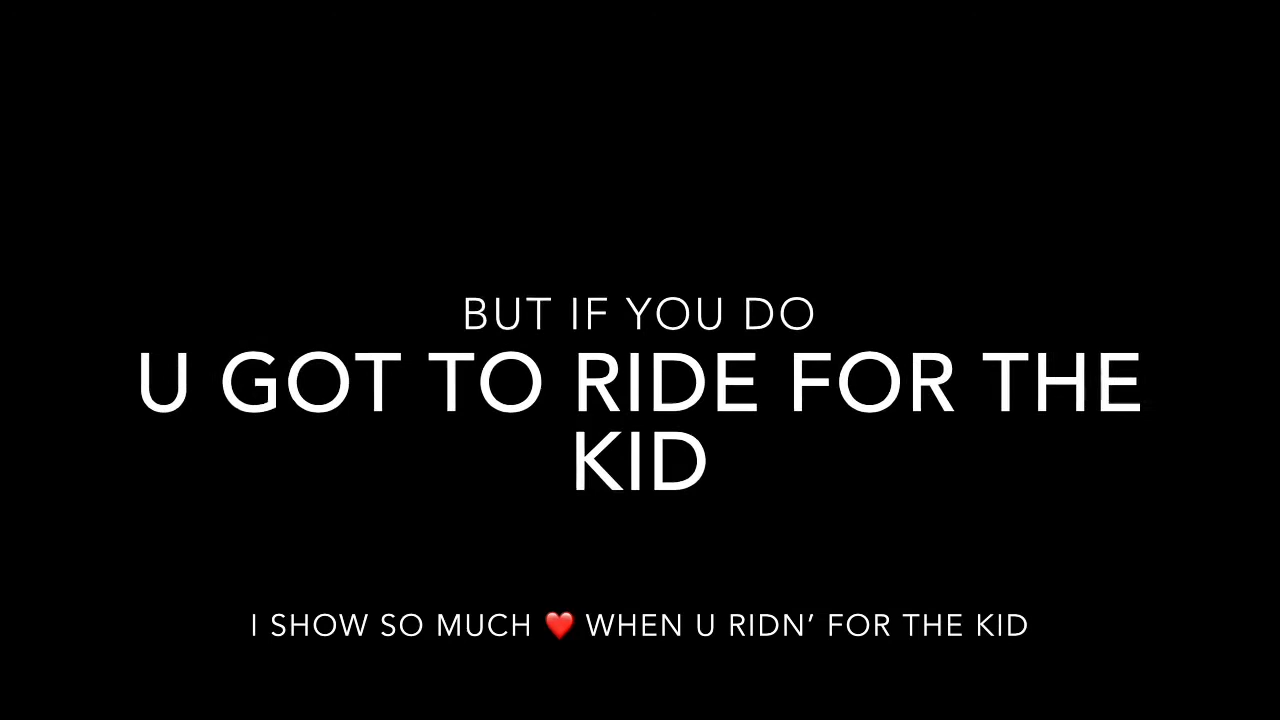 BUT IF YOU DO
U GOT TO RIDE FOR THE
KID
I SHOW SO MUCH ❤️ WHEN U RIDN’ FOR THE KID